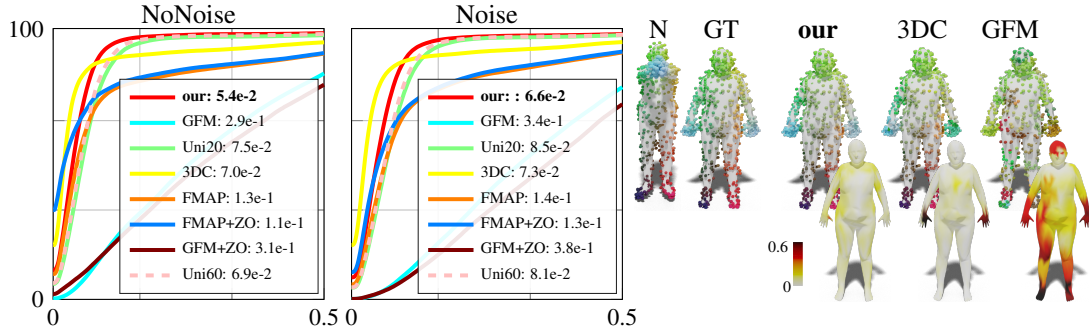 NoNoise
100
0
0
0.5
our: 5.4e-2
GFM: 2.9e-1
Uni20: 7.5e-2
3DC: 7.0e-2
FMAP: 1.3e-1
FMAP+ZO: 1.1e-1
GFM+ZO: 3.1e-1
Uni60: 6.9e-2
Noise
0
0.5
our: : 6.6e-2
GFM: 3.4e-1
Uni20: 8.5e-2
3DC: 7.3e-2
FMAP: 1.4e-1
FMAP+ZO: 1.3e-1
GFM+ZO: 3.8e-1
Uni60: 8.1e-2
N GT our 3DC GFM
0.6
0